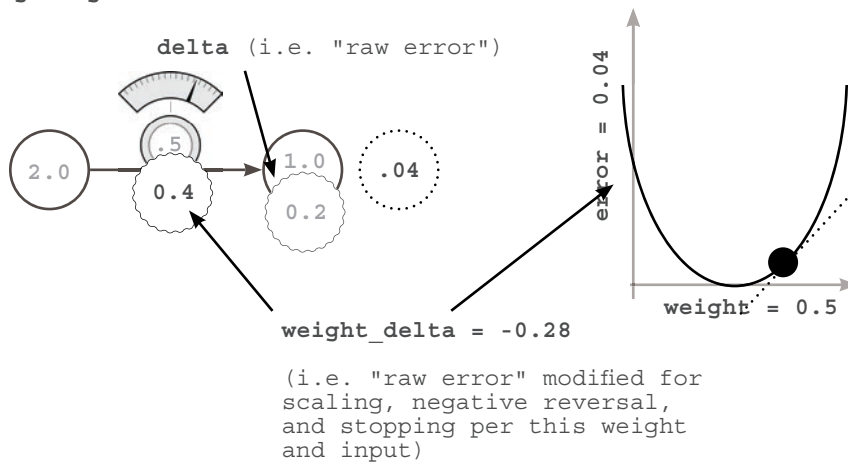 delta (i.e. "raw error")
.5
2.0
1.0
.04
0.4
0.2
error = 0.04
weight = 0.5
weight_delta = -0.28
(i.e. "raw error" modified for
scaling, negative reversal,
and stopping per this weight
and input)